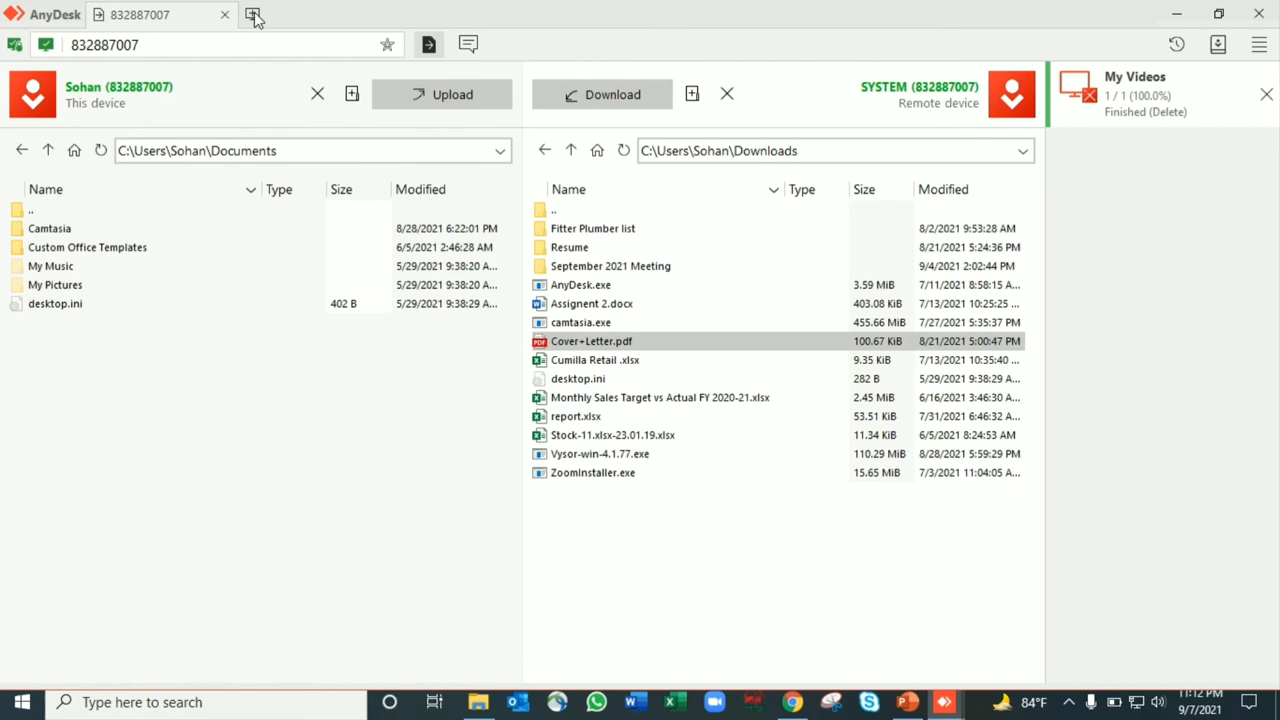 AnyDesk 832887007
832887007
Sohan (832887007)
This device
Upload
Download
SYSTEM (832887007)
Remote device
My Videos
1 / 1 (100.0%)
Finished (Delete)
C:\Users\Sohan\Documents
C:\Users\Sohan\Downloads
Name Type Size Modified
..
Camtasia 8/28/2021 6:22:01 PM
Custom Office Templates 6/5/2021 2:46:28 AM
My Music 5/29/2021 9:38:20 A...
My Pictures 5/29/2021 9:38:20 A...
desktop.ini 402 B 5/29/2021 9:38:29 A...
Name Type Size Modified
..
Fitter Plumber list 8/2/2021 9:53:28 AM
Resume 8/21/2021 5:24:36 PM
September 2021 Meeting 9/4/2021 2:02:44 PM
AnyDesk.exe 3.59 MiB 7/11/2021 8:58:15 A...
Assignent 2.docx 403.08 KiB 7/13/2021 10:25:25 ...
camtasia.exe 455.66 MiB 7/27/2021 5:35:37 PM
PDF Cover+Letter.pdf 100.67 KiB 8/21/2021 5:00:47 PM
Cumilla Retail .xlsx 9.35 KiB 7/13/2021 10:35:40 ...
desktop.ini 282 B 5/29/2021 9:38:29 A...
Monthly Sales Target vs Actual FY 2020-21.xlsx 2.45 MiB 6/16/2021 3:46:30 A...
report.xlsx 53.51 KiB 7/31/2021 6:46:32 A...
Stock-11.xlsx-23.01.19.xlsx 11.34 KiB 6/5/2021 8:24:53 AM
Vysor-win-4.1.77.exe 110.29 MiB 8/28/2021 5:59:29 PM
ZoomInstaller.exe 15.65 MiB 7/3/2021 11:04:05 A...
Type here to search
84°F
11:12 PM
9/7/2021